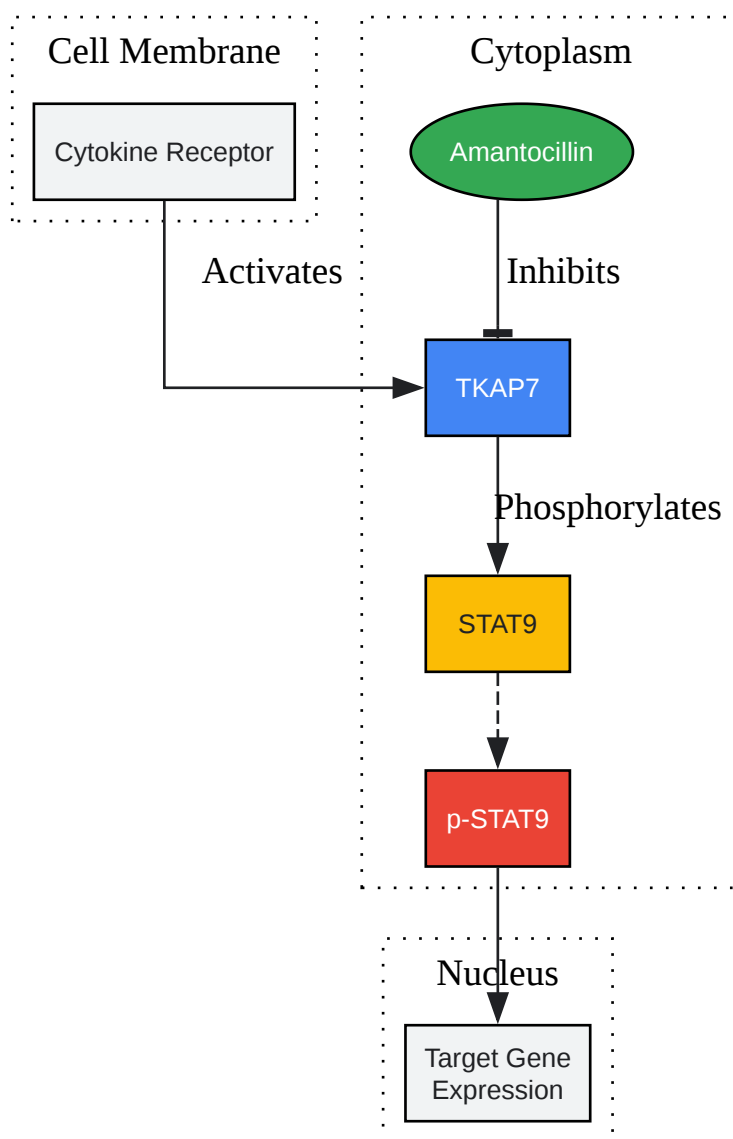 Cell Membrane
Cytoplasm
Cytokine Receptor
Amantocillin
Activates
Inhibits
TKAP7
Phosphorylates
STAT9
p-STAT9
Nucleus
Target Gene
Expression